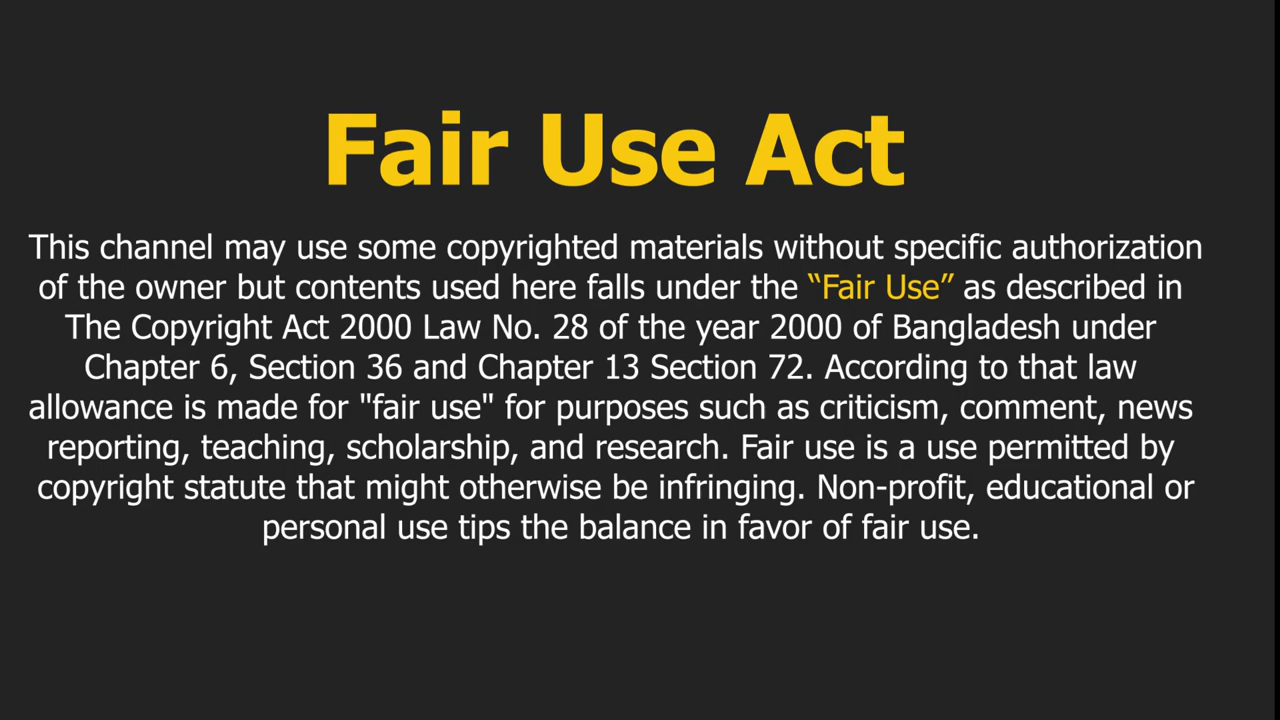 Fair Use Act
This channel may use some copyrighted materials without specific authorization
of the owner but contents used here falls under the “Fair Use” as described in
The Copyright Act 2000 Law No. 28 of the year 2000 of Bangladesh under
Chapter 6, Section 36 and Chapter 13 Section 72. According to that law
allowance is made for "fair use" for purposes such as criticism, comment, news
reporting, teaching, scholarship, and research. Fair use is a use permitted by
copyright statute that might otherwise be infringing. Non-profit, educational or
personal use tips the balance in favor of fair use.